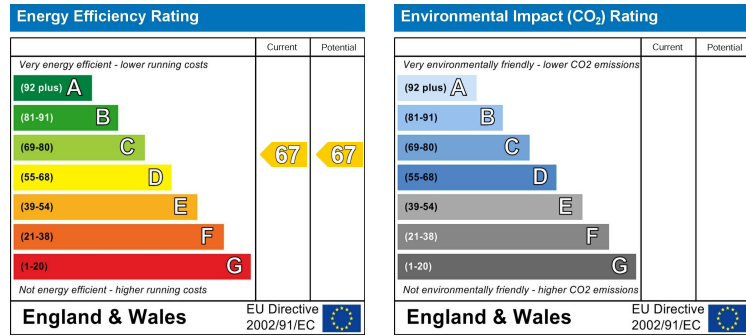 Energy Efficiency Rating
Current Potential
Very energy efficient - lower running costs
(92 plus) A
(81-91) B
(69-80) C
67 67
(55-68) D
(39-54) E
(21-38) F
(1-20) G
Not energy efficient - higher running costs
England & Wales
EU Directive
2002/91/EC
Environmental Impact (CO₂) Rating
Current Potential
Very environmentally friendly - lower CO2 emissions
(92 plus) A
(81-91) B
(69-80) C
(55-68) D
(39-54) E
(21-38) F
(1-20) G
Not environmentally friendly - higher CO2 emissions
England & Wales
EU Directive
2002/91/EC